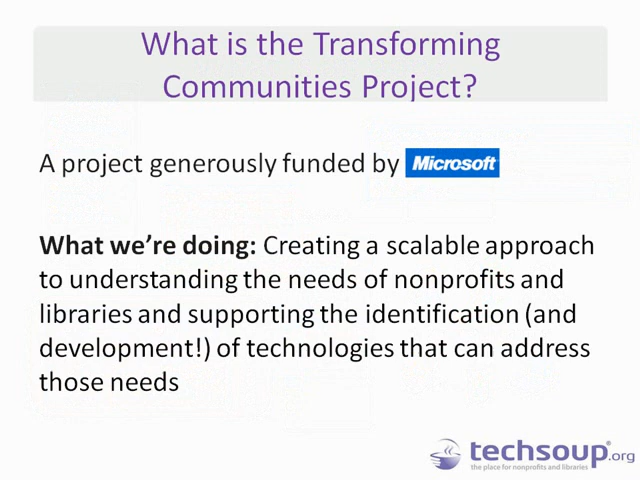 What is the Transforming
Communities Project?
A project generously funded by Microsoft
What we're doing: Creating a scalable approach
to understanding the needs of nonprofits and
libraries and supporting the identification (and
development!) of technologies that can address
those needs
techsoup.org
the place for nonprofits and libraries